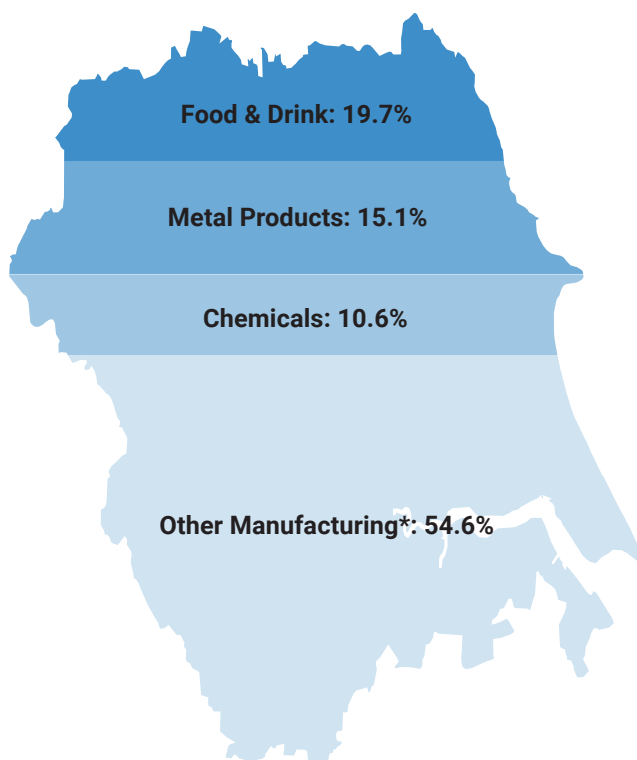 Food & Drink: 19.7%
Metal Products: 15.1%
Chemicals: 10.6%
Other Manufacturing*: 54.6%